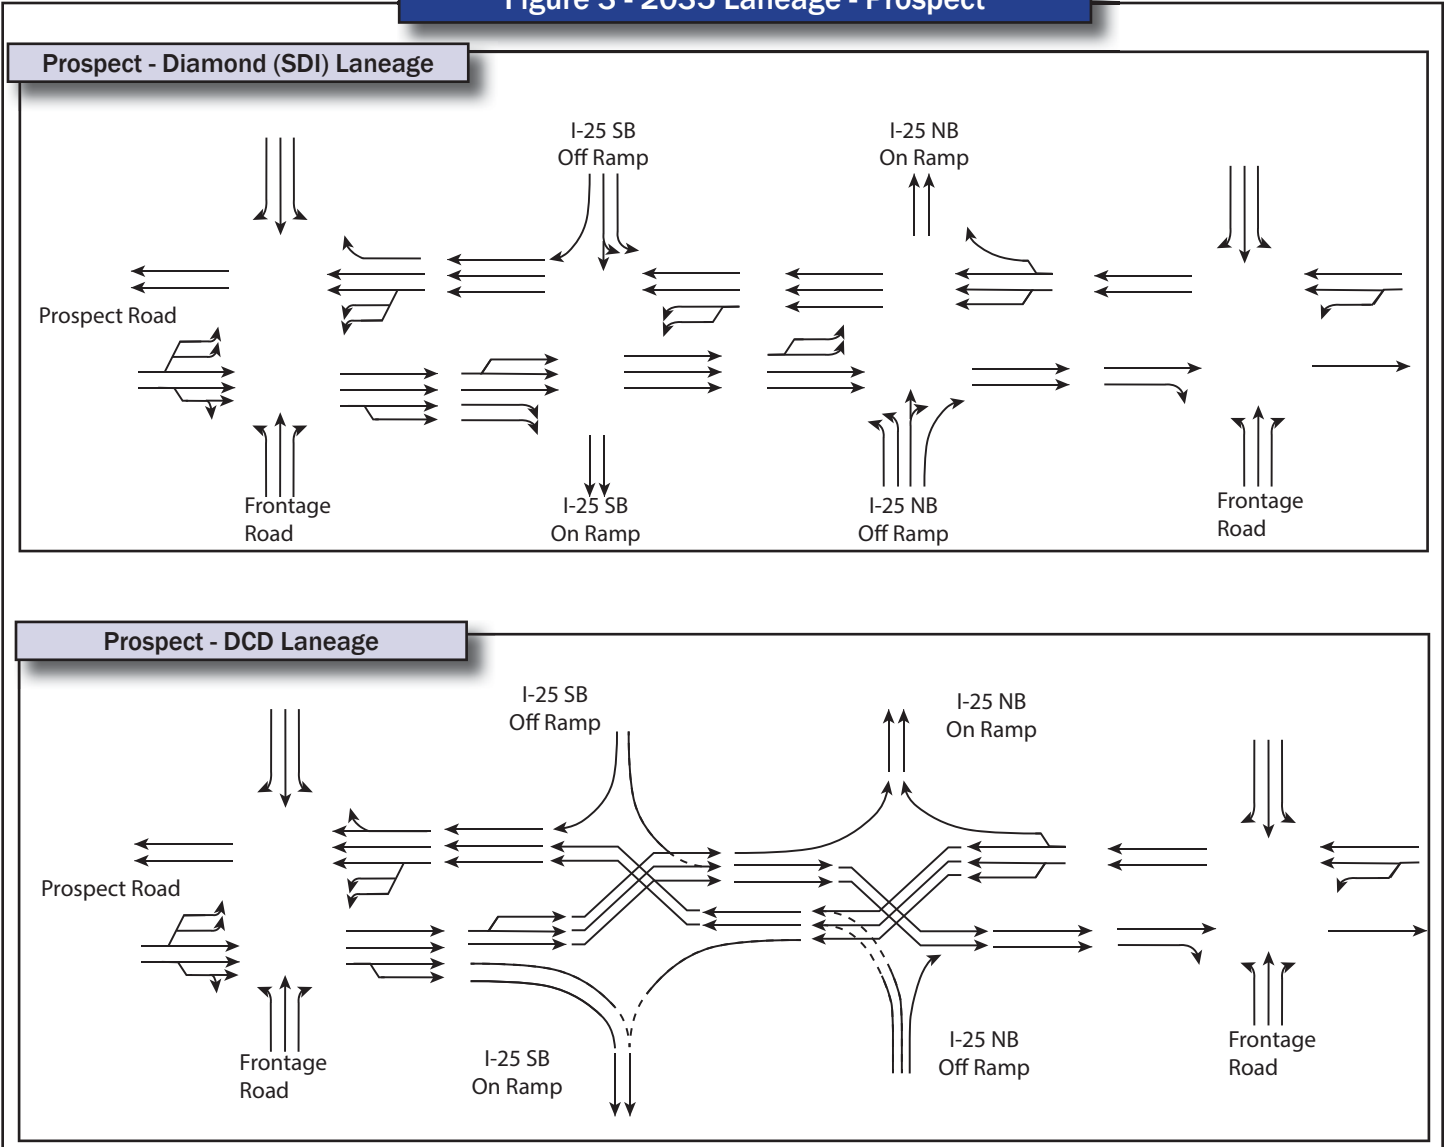 Figure 3 - 2035 Laneage - Prospect
Prospect - Diamond (SDI) Laneage
I-25 SB
Off Ramp
I-25 NB
On Ramp
Prospect Road
Frontage
Road
I-25 SB
On Ramp
I-25 NB
Off Ramp
Frontage
Road
Prospect - DCD Laneage
I-25 SB
Off Ramp
I-25 NB
On Ramp
Prospect Road
Frontage
Road
I-25 SB
On Ramp
I-25 NB
Off Ramp
Frontage
Road